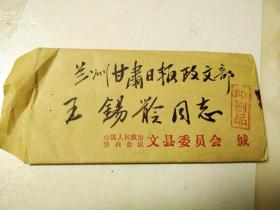 兰州甘肃日报政文部
王锡龄同志
印刷品
中国人民政治
协商会议
文县委员会 缄